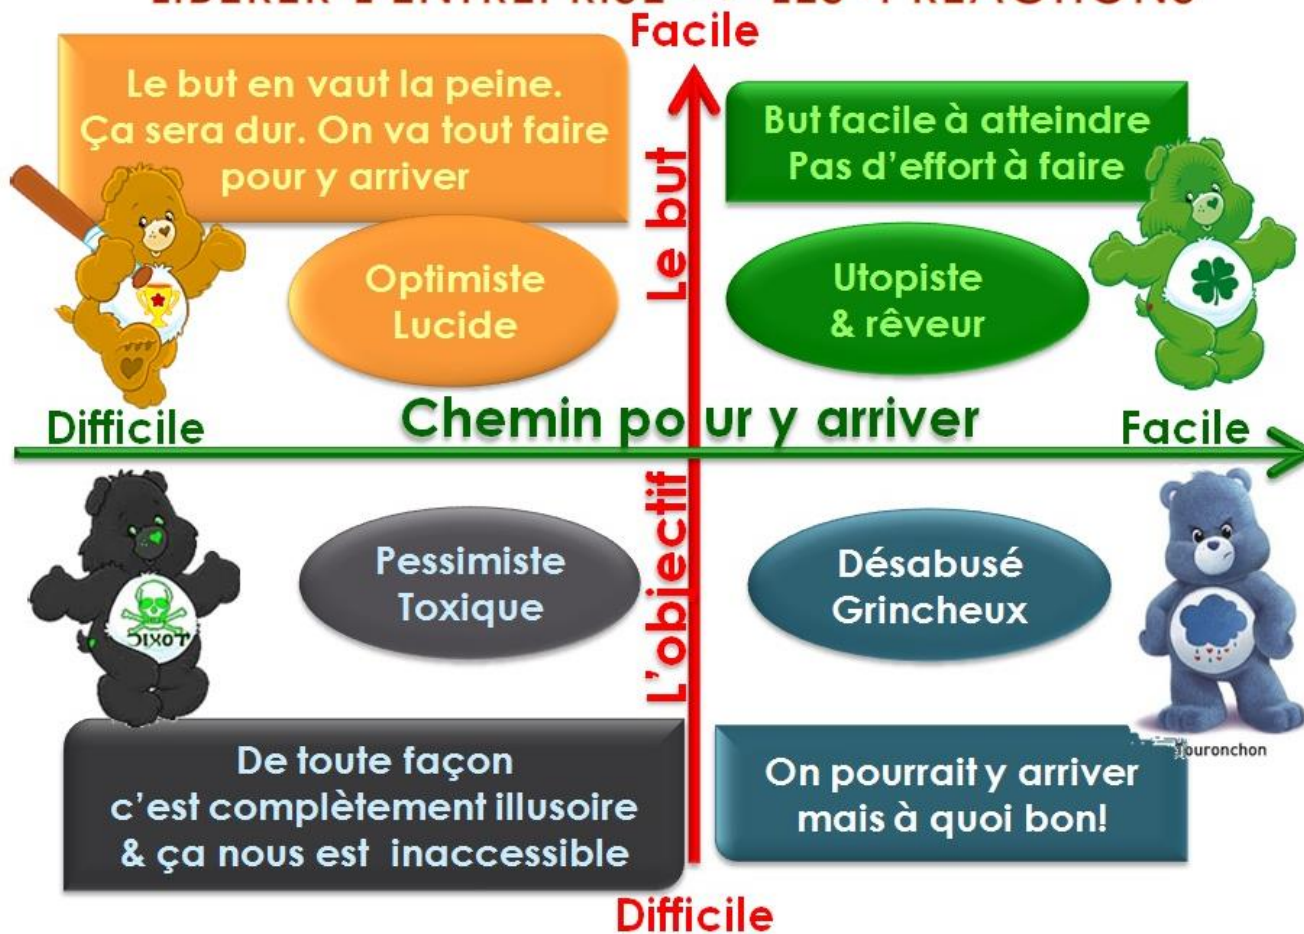 Facile
Le but en vaut la peine.
Ça sera dur. On va tout faire
pour y arriver
But facile à atteindre
Pas d'effort à faire
Le but
Optimiste
Lucide
Utopiste
& rêveur
Difficile
Chemin pour y arriver
Facile
L'objectif
Pessimiste
Toxique
Désabusé
Grincheux
De toute façon
c'est complètement illusoire
& ça nous est inaccessible
On pourrait y arriver
mais à quoi bon!
Touronchon
Difficile